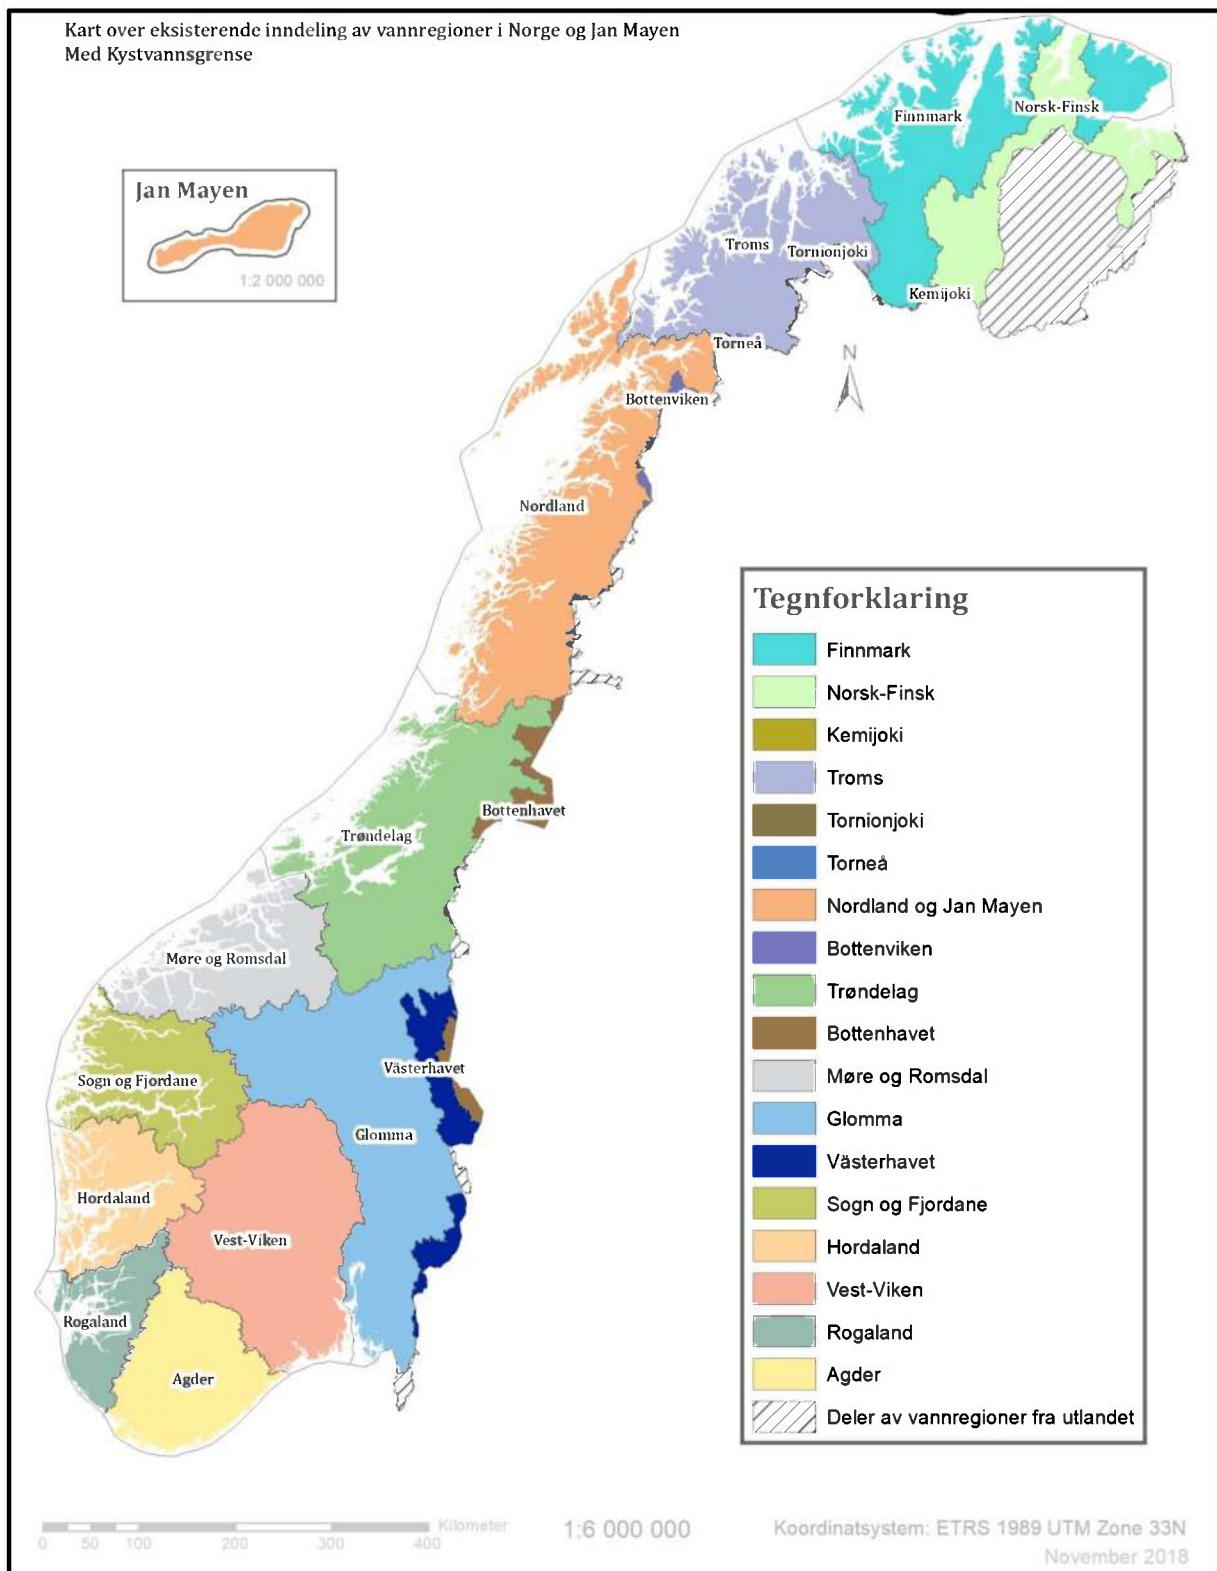 Kart over eksisterende inndeling av vannregioner i Norge og Jan Mayen
Med Kystvannsgrense
Jan Mayen
1:2 000 000
Finnmark
Norsk-Finsk
Troms
Tornionjoki
Kemijoki
Torneå
N
Bottenviken
Nordland
Bottenhavet
Trøndelag
Møre og Romsdal
Västerhavet
Sogn og Fjordane
Glomma
Hordaland
Vest-Viken
Rogaland
Agder
Tegnforklaring
Finnmark
Norsk-Finsk
Kemijoki
Troms
Tornionjoki
Torneå
Nordland og Jan Mayen
Bottenviken
Trøndelag
Bottenhavet
Møre og Romsdal
Glomma
Västerhavet
Sogn og Fjordane
Hordaland
Vest-Viken
Rogaland
Agder
Deler av vannregioner fra utlandet
Kilometer
0 50 100 200 300 400
1:6 000 000
Koordinatsystem: ETRS 1989 UTM Zone 33N
November 2018